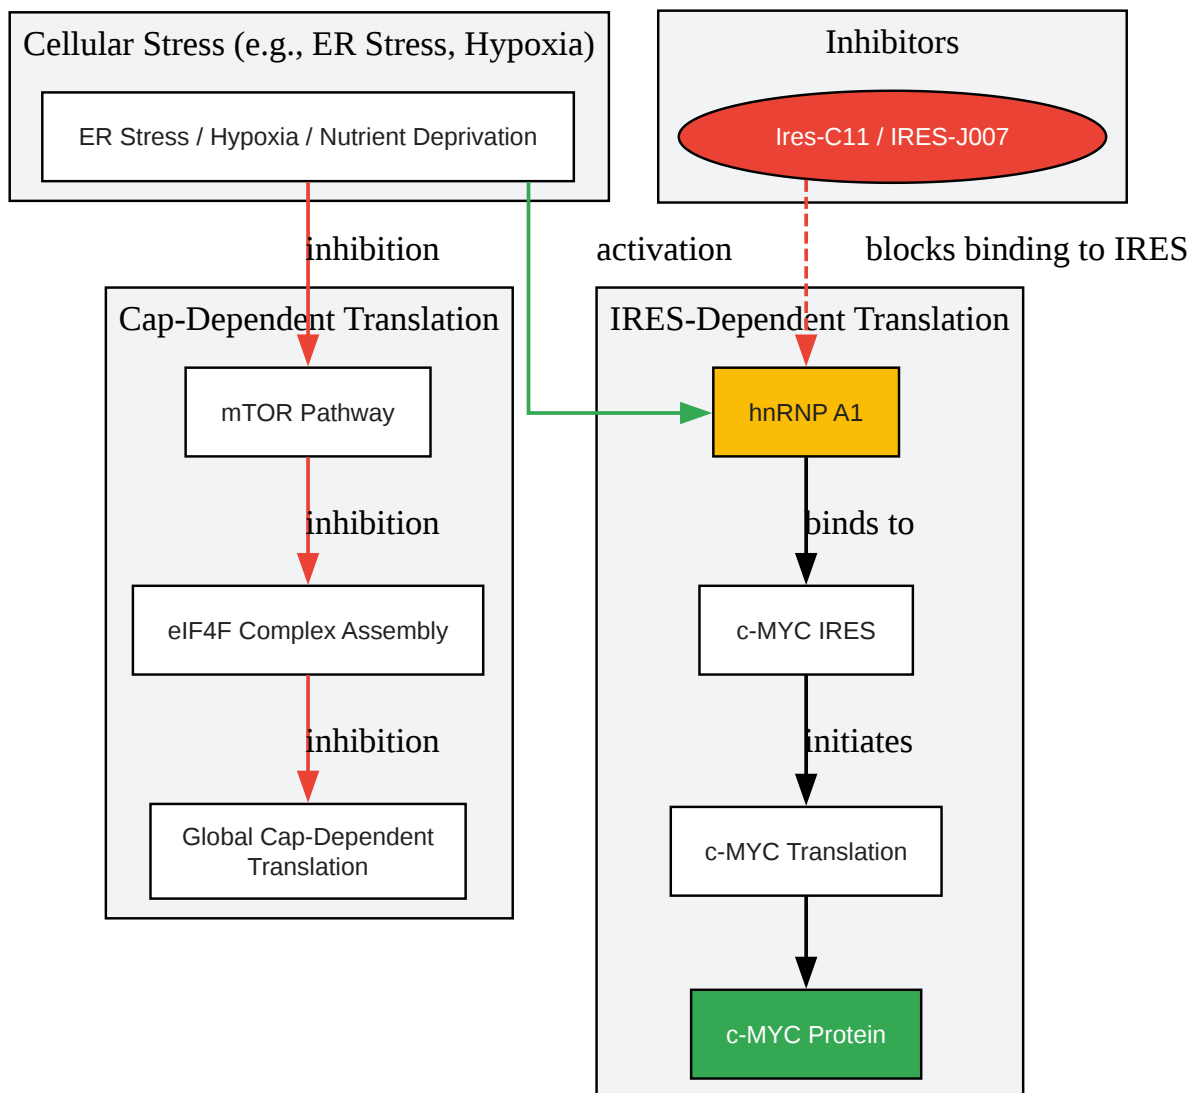 Cellular Stress (e.g., ER Stress, Hypoxia)
Inhibitors
ER Stress / Hypoxia / Nutrient Deprivation
Ires-C11 / IRES-J007
inhibition
activation
blocks binding to IRES
Cap-Dependent Translation
IRES-Dependent Translation
mTOR Pathway
hnRNP A1
inhibition
binds to
eIF4F Complex Assembly
c-MYC IRES
inhibition
initiates
Global Cap-Dependent
Translation
c-MYC Translation
c-MYC Protein